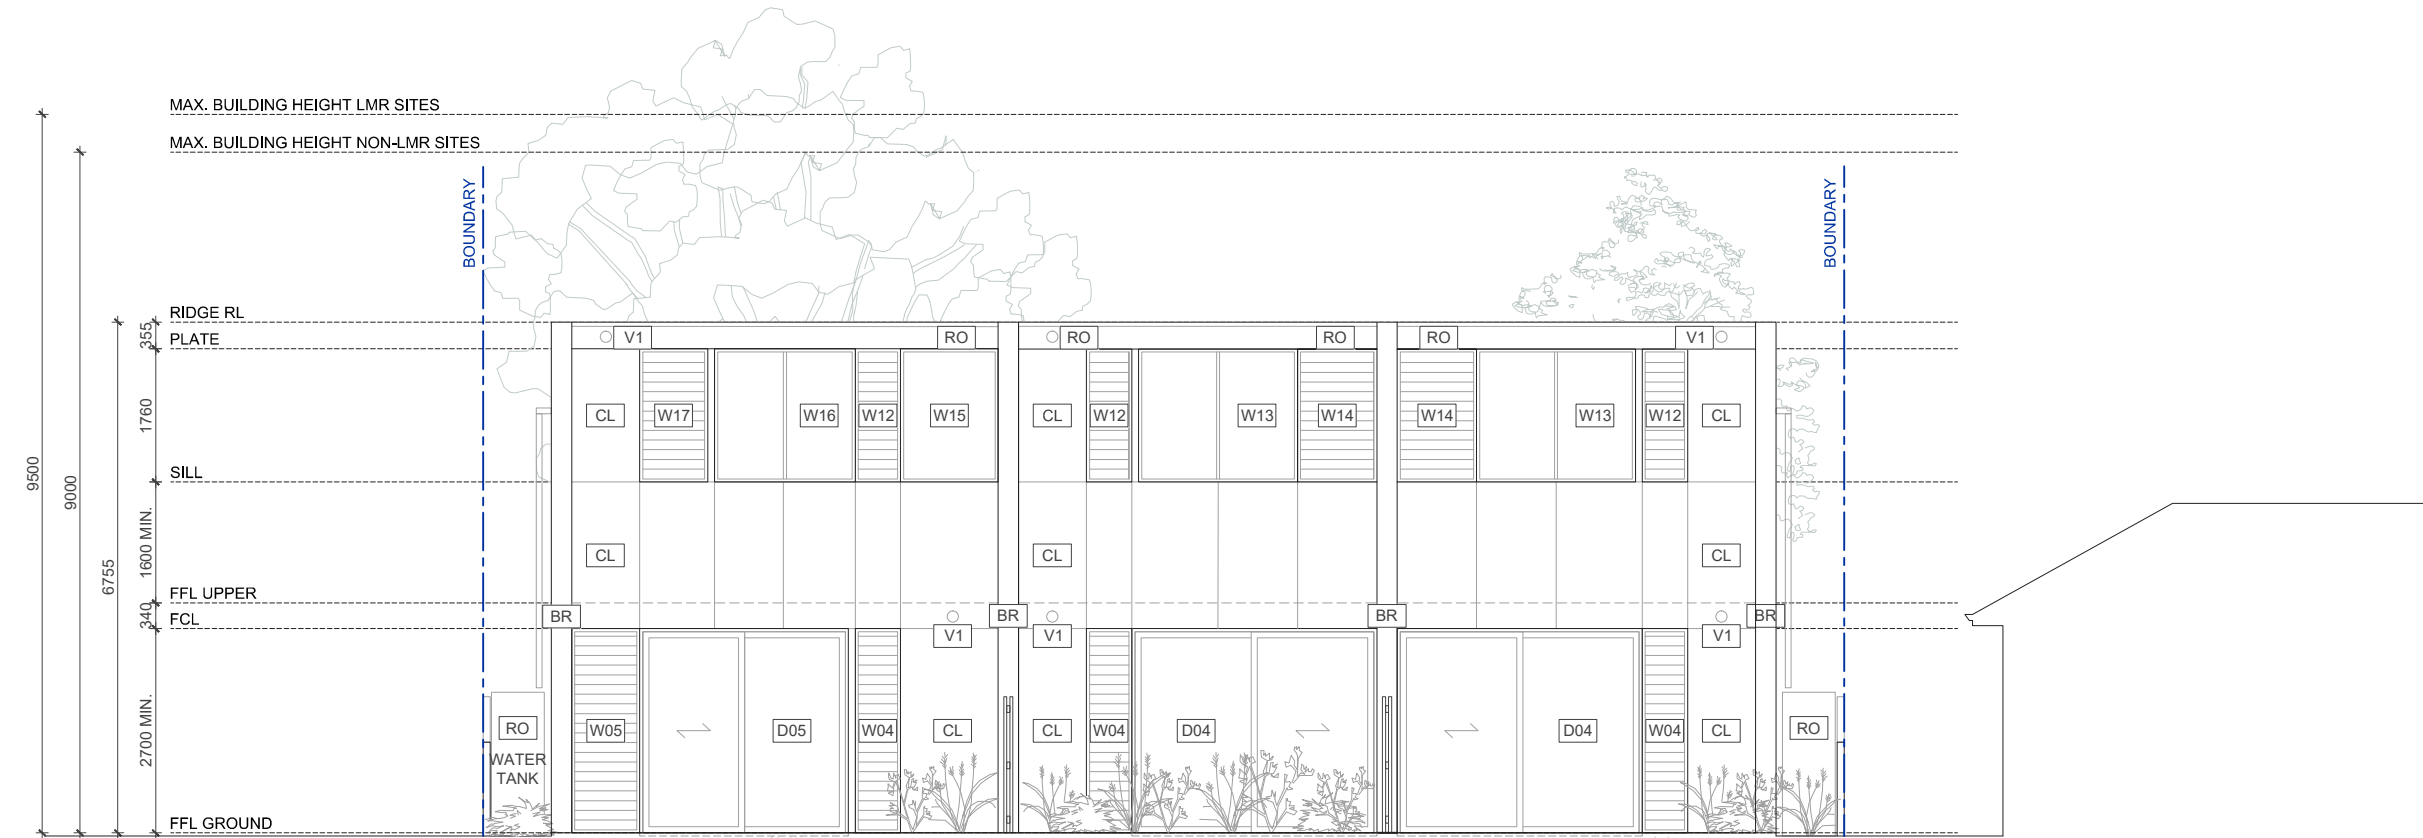 MAX. BUILDING HEIGHT LMR SITES
MAX. BUILDING HEIGHT NON-LMR SITES
BOUNDARY
BOUNDARY
RIDGE RL
PLATE
SILL
FFL UPPER
FCL
FFL GROUND
9500
9000
6755
355
1760
1600 MIN.
340
2700 MIN.
V1
RO
RO
RO
RO
V1
CL
W17
W16
W12
W15
CL
W12
W13
W14
W14
W13
W12
CL
CL
CL
CL
BR
BR
BR
BR
V1
V1
V1
RO
WATER
TANK
W05
D05
W04
CL
CL
W04
D04
D04
W04
CL
RO